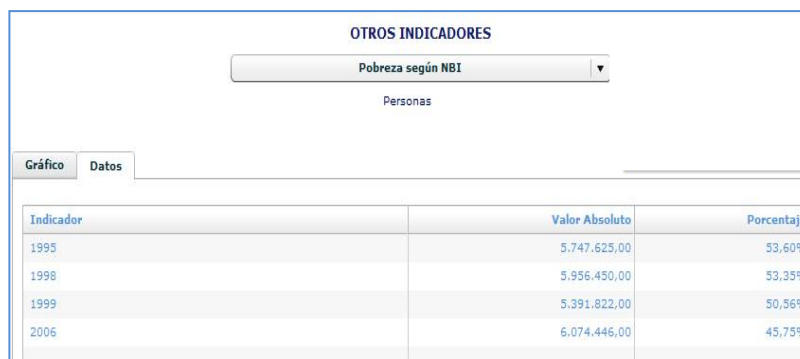 OTROS INDICADORES
Pobreza según NBI
Personas
Gráfico Datos
Indicador Valor Absoluto Porcentaj
1995 5.747.625,00 53,60%
1998 5.956.450,00 53,35%
1999 5.391.822,00 50,56%
2006 6.074.446,00 45,75%